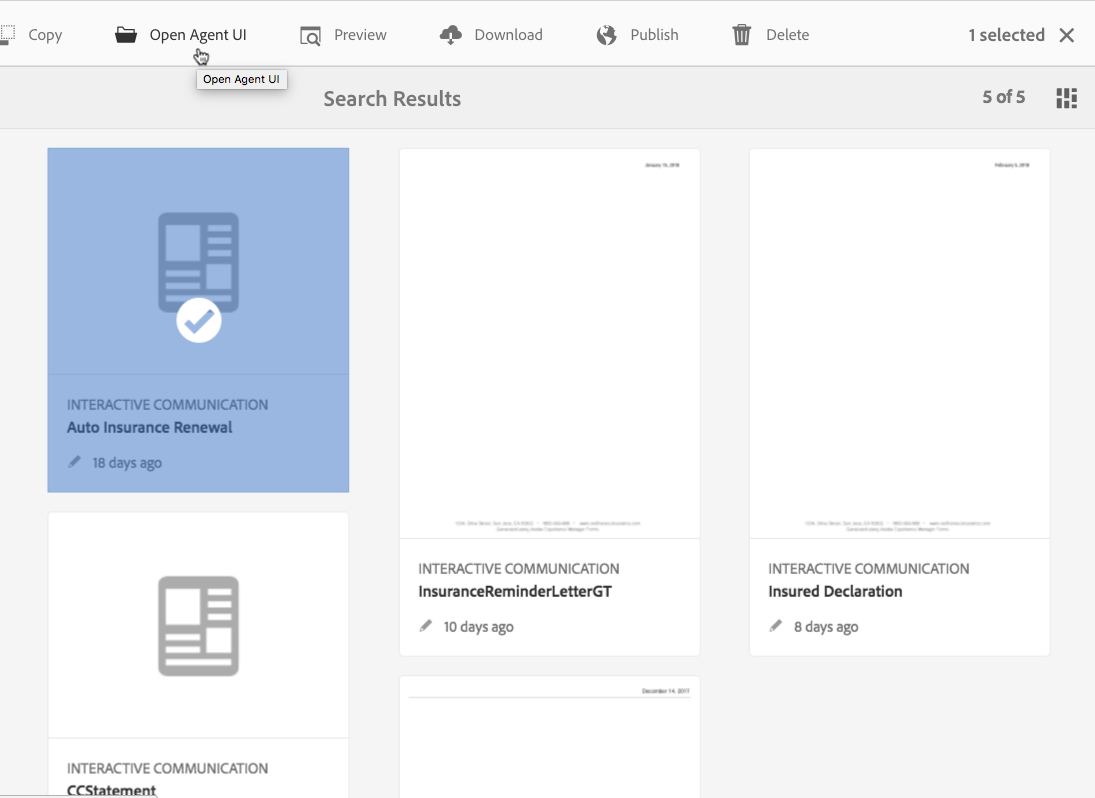 Copy
Open Agent UI
Preview
Download
Publish
Delete
1 selected
Open Agent UI
Search Results
5 of 5
INTERACTIVE COMMUNICATION
Auto Insurance Renewal
18 days ago
January 15, 2018
INTERACTIVE COMMUNICATION
InsuranceReminderLetterGT
10 days ago
February 5, 2018
INTERACTIVE COMMUNICATION
Insured Declaration
8 days ago
INTERACTIVE COMMUNICATION
CCStatement
December 14, 2017